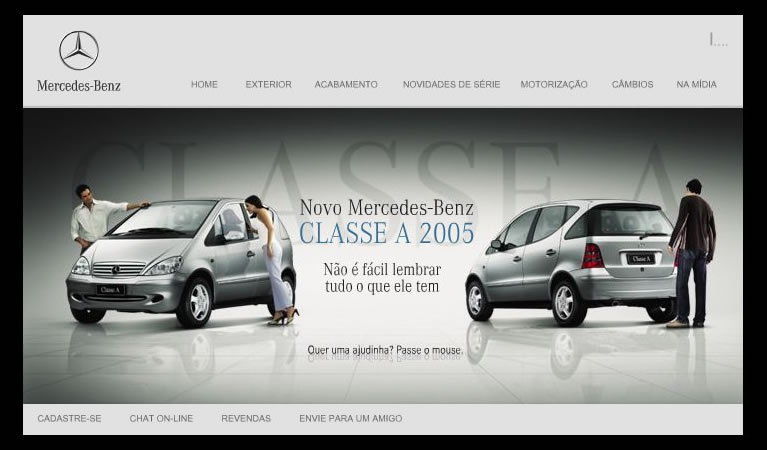 Mercedes-Benz
HOME EXTERIOR ACABAMENTO NOVIDADES DE SÉRIE MOTORIZAÇÃO CÂMBIOS NA MÍDIA
CLASSE A
Novo Mercedes-Benz
CLASSE A 2005
Não é fácil lembrar
tudo o que ele tem
Classe A
Classe A
Quer uma ajudinha? Passe o mouse.
CADASTRE-SE CHAT ON-LINE REVENDAS ENVIE PARA UM AMIGO